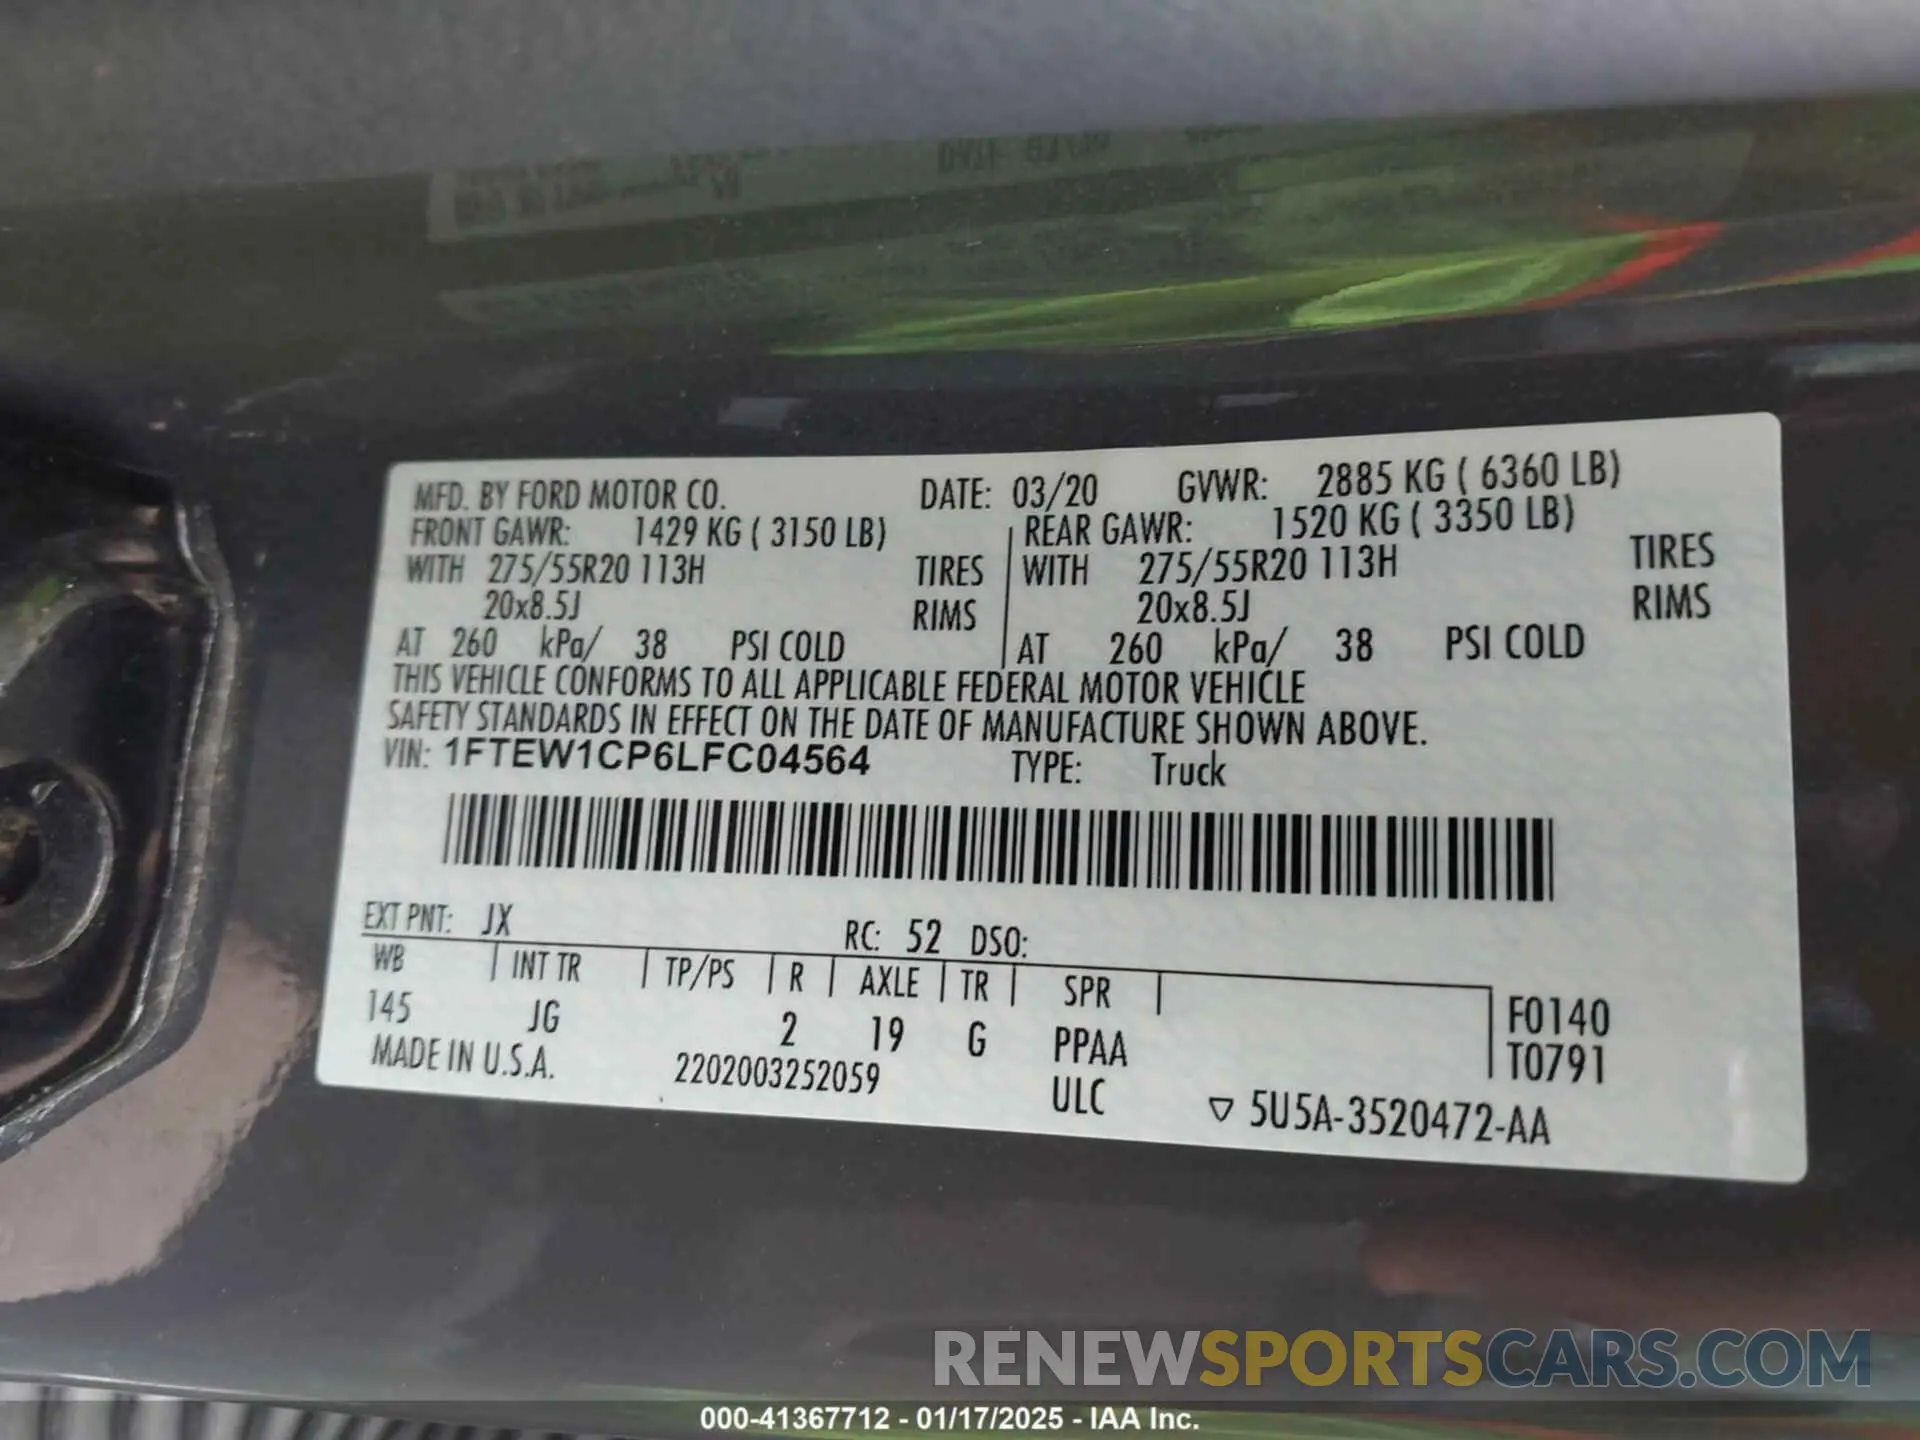 MFD. BY FORD MOTOR CO. DATE: 03/20 GVWR: 2885 KG ( 6360 LB)
FRONT GAWR: 1429 KG ( 3150 LB) REAR GAWR: 1520 KG ( 3350 LB)
WITH 275/55R20 113H TIRES WITH 275/55R20 113H TIRES
20x8.5J RIMS 20x8.5J RIMS
AT 260 kPa/ 38 PSI COLD AT 260 kPa/ 38 PSI COLD
THIS VEHICLE CONFORMS TO ALL APPLICABLE FEDERAL MOTOR VEHICLE
SAFETY STANDARDS IN EFFECT ON THE DATE OF MANUFACTURE SHOWN ABOVE.
VIN: 1FTEW1CP6LFC04564 TYPE: Truck
EXT PNT: JX RC: 52 DSO:
WB INT TR TP/PS R AXLE TR SPR
145 JG 2 19 G PPAA F0140
T0791
MADE IN U.S.A. 2202003252059 ULC ▽ 5U5A-3520472-AA
RENEWSPORTSCARS.COM
000-41367712 - 01/17/2025 - IAA Inc.